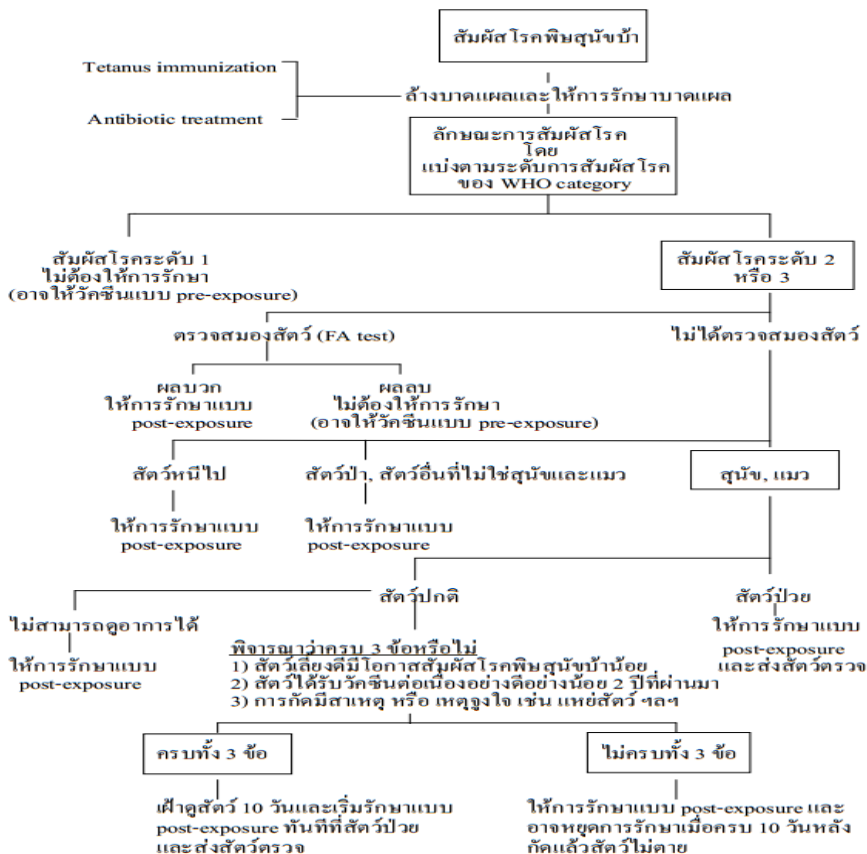 สัมผัสโรคพิษสุนัขบ้า
Tetanus immunization
ล้างบาดแผลและให้การรักษาบาดแผล
Antibiotic treatment
ลักษณะการสัมผัสโรค
โดย
แบ่งตามระดับการสัมผัสโรค
ของ WHO category
สัมผัสโรคระดับ 1
ไม่ต้องให้การรักษา
(อาจให้วัคซีนแบบ pre-exposure)
สัมผัสโรคระดับ 2
หรือ 3
ตรวจสมองสัตว์ (FA test)
ไม่ได้ตรวจสมองสัตว์
ผลบวก
ให้การรักษาแบบ
post-exposure
ผลลบ
ไม่ต้องให้การรักษา
(อาจให้วัคซีนแบบ pre-exposure)
สัตว์หนีไป
สัตว์ป่า, สัตว์อื่นที่ไม่ใช่สุนัขและแมว
สุนัข, แมว
ให้การรักษาแบบ
post-exposure
ให้การรักษาแบบ
post-exposure
สัตว์ปกติ
สัตว์ป่วย
ไม่สามารถดูอาการได้
ให้การรักษาแบบ
post-exposure
และส่งสัตว์ตรวจ
ให้การรักษาแบบ
post-exposure
พิจารณาว่าครบ 3 ข้อหรือไม่
1) สัตว์เลี้ยงดีมีโอกาสสัมผัสโรคพิษสุนัขบ้าน้อย
2) สัตว์ได้รับวัคซีนต่อเนื่องอย่างดีอย่างน้อย 2 ปีที่ผ่านมา
3) การกัดมีสาเหตุ หรือ เหตุจูงใจ เช่น แหย่สัตว์ ฯลฯ
ครบทั้ง 3 ข้อ
ไม่ครบทั้ง 3 ข้อ
เฝ้าดูสัตว์ 10 วันและเริ่มรักษาแบบ
post-exposure ทันทีที่สัตว์ป่วย
และส่งสัตว์ตรวจ
ให้การรักษาแบบ post-exposure และ
อาจหยุดการรักษาเมื่อครบ 10 วันหลัง
กัดแล้วสัตว์ไม่ตาย